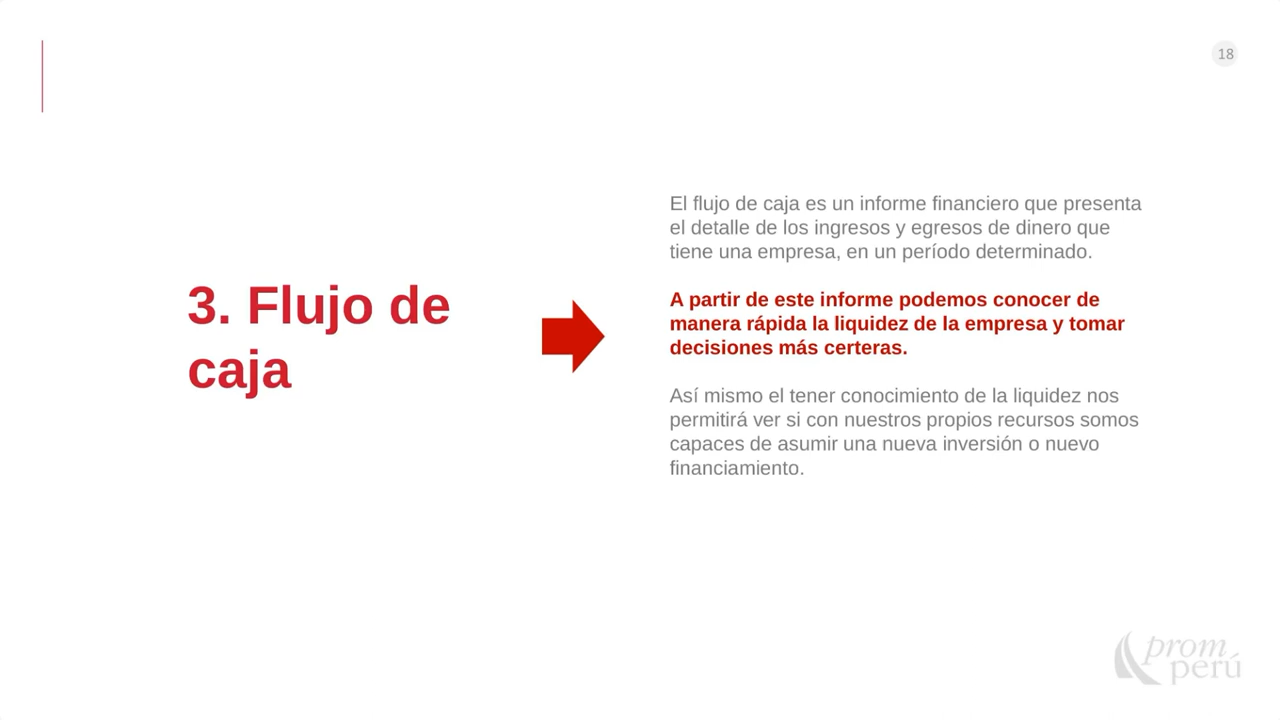 18
3. Flujo de
caja
El flujo de caja es un informe financiero que presenta
el detalle de los ingresos y egresos de dinero que
tiene una empresa, en un período determinado.
A partir de este informe podemos conocer de
manera rápida la liquidez de la empresa y tomar
decisiones más certeras.
Así mismo el tener conocimiento de la liquidez nos
permitirá ver si con nuestros propios recursos somos
capaces de asumir una nueva inversión o nuevo
financiamiento.
prom
perú